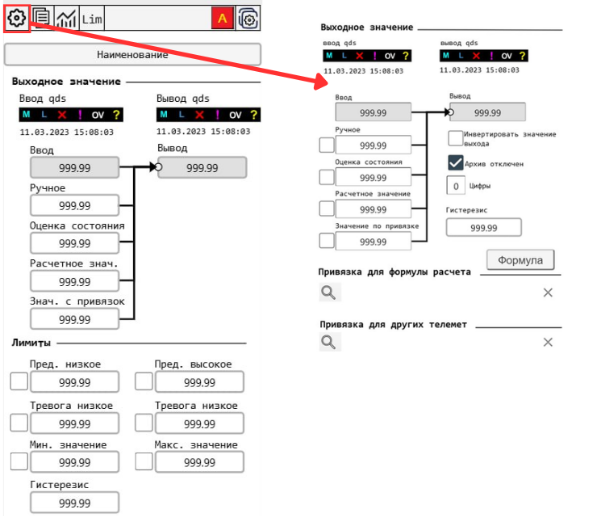 Lim
A
Наименование
Выходное значение
Ввод qds
Вывод qds
M L X ! OV ?
M L X ! OV ?
11.03.2023 15:08:03
11.03.2023 15:08:03
Ввод
Вывод
999.99
999.99
Ручное
999.99
Оценка состояния
999.99
Расчетное знач.
999.99
Знач. с привязок
999.99
Лимиты
Пред. низкое
Пред. высокое
999.99
999.99
Тревога низкое
Тревога низкое
999.99
999.99
Мин. значение
Макс. значение
999.99
999.99
Гистерезис
999.99
Выходное значение
ввод qds
вывод qds
M L X ! OV ?
M L X ! OV ?
11.03.2023 15:08:03
11.03.2023 15:08:03
Ввод
Вывод
999.99
999.99
Ручное
999.99
Инвертировать значение
выхода
Оценка состояния
999.99
Архив отключен
Расчетное значение
999.99
0 Цифры
Значение по привязке
999.99
Гистерезис
999.99
Формула
Привязка для формулы расчета
Привязка для других телемет